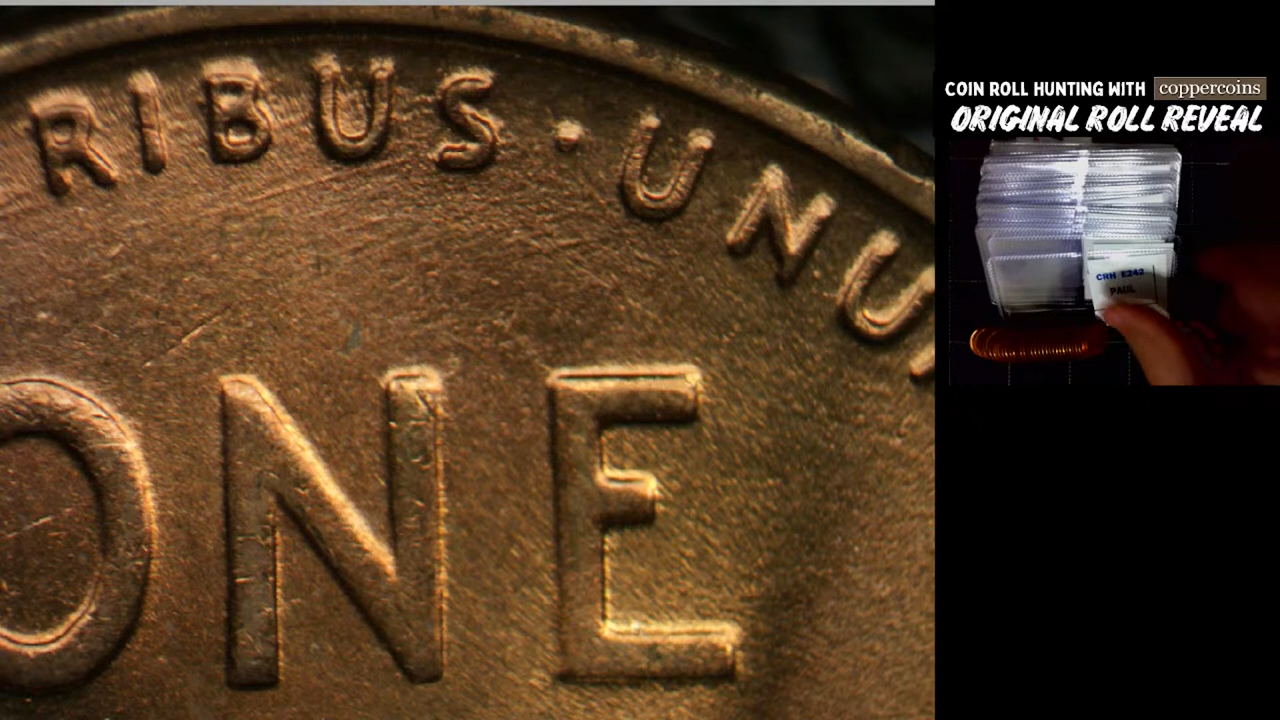 RIBUS · UNU
ONE
COIN ROLL HUNTING WITH coppercoins
ORIGINAL ROLL REVEAL
CRH E242
PAUL